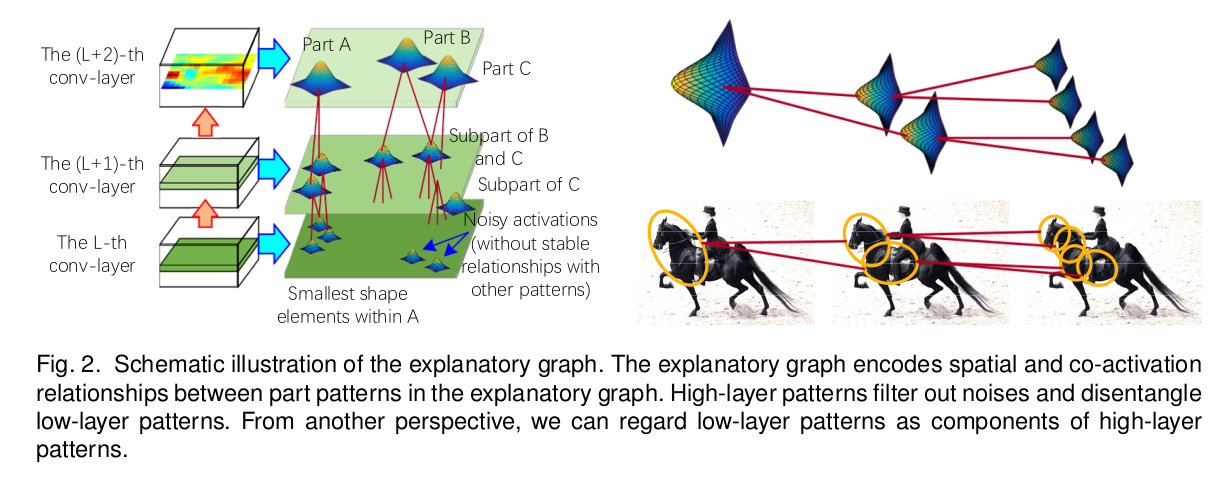 The (L+2)-th
conv-layer
Part A
Part B
Part C
The (L+1)-th
conv-layer
Subpart of B
and C
Subpart of C
The L-th
conv-layer
Noisy activations
(without stable
relationships with
other patterns)
Smallest shape
elements within A
Fig. 2. Schematic illustration of the explanatory graph. The explanatory graph encodes spatial and co-activation
relationships between part patterns in the explanatory graph. High-layer patterns filter out noises and disentangle
low-layer patterns. From another perspective, we can regard low-layer patterns as components of high-layer
patterns.